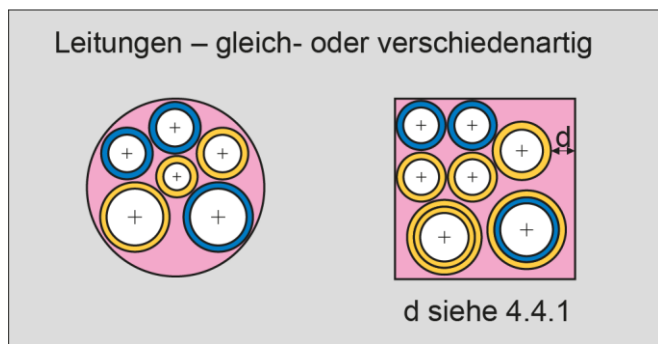 Leitungen – gleich- oder verschiedenartig
d
d siehe 4.4.1